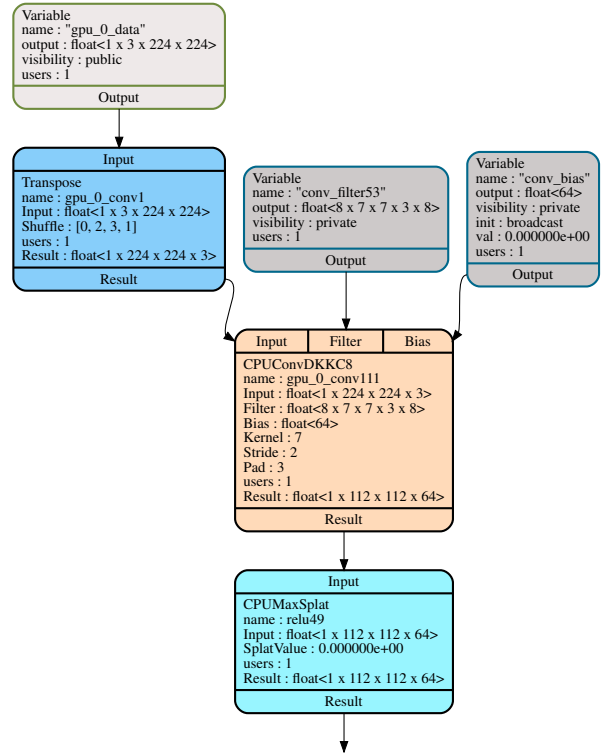 Variable
name : "gpu_0_data"
output : float<1 x 3 x 224 x 224>
visibility : public
users : 1
Output
Input
Transpose
name : gpu_0_conv1
Input : float<1 x 3 x 224 x 224>
Shuffle : [0, 2, 3, 1]
users : 1
Result : float<1 x 224 x 224 x 3>
Result
Variable
name : "conv_filter53"
output : float<8 x 7 x 7 x 3 x 8>
visibility : private
users : 1
Output
Variable
name : "conv_bias"
output : float<64>
visibility : private
init : broadcast
val : 0.000000e+00
users : 1
Output
Input Filter Bias
CPUConvDKKC8
name : gpu_0_conv111
Input : float<1 x 224 x 224 x 3>
Filter : float<8 x 7 x 7 x 3 x 8>
Bias : float<64>
Kernel : 7
Stride : 2
Pad : 3
users : 1
Result : float<1 x 112 x 112 x 64>
Result
Input
CPUMaxSplat
name : relu49
Input : float<1 x 112 x 112 x 64>
SplatValue : 0.000000e+00
users : 1
Result : float<1 x 112 x 112 x 64>
Result